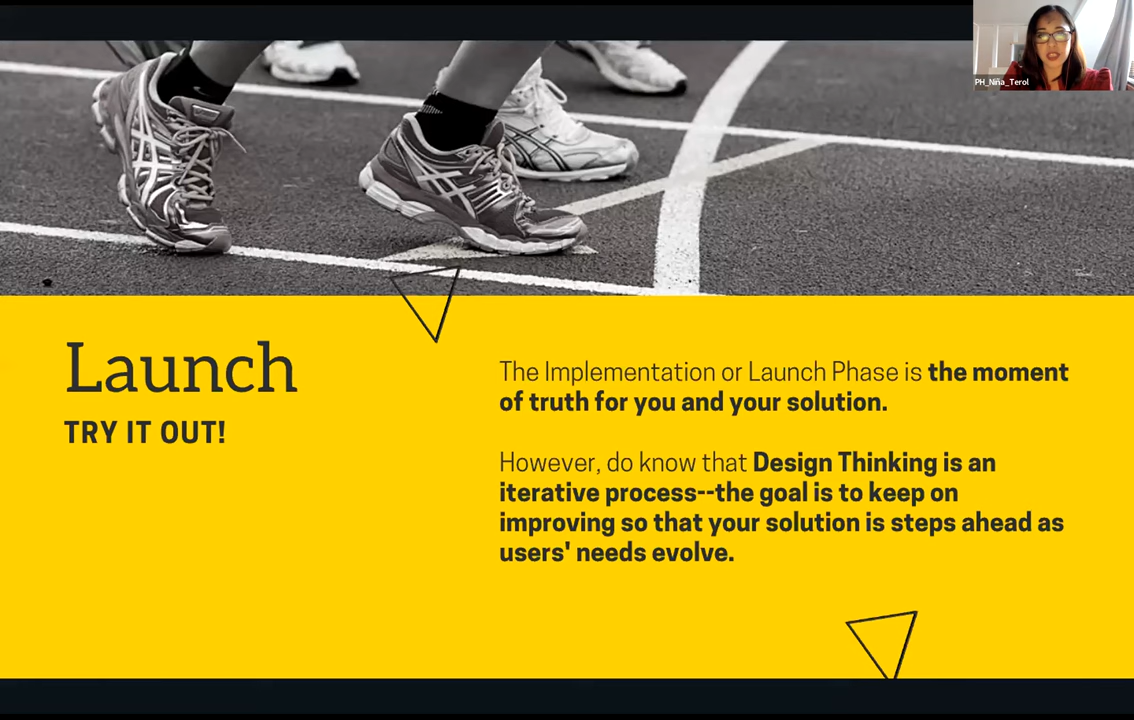 PH_Niña_Terol
Launch
TRY IT OUT!
The Implementation or Launch Phase is the moment
of truth for you and your solution.
However, do know that Design Thinking is an
iterative process--the goal is to keep on
improving so that your solution is steps ahead as
users' needs evolve.